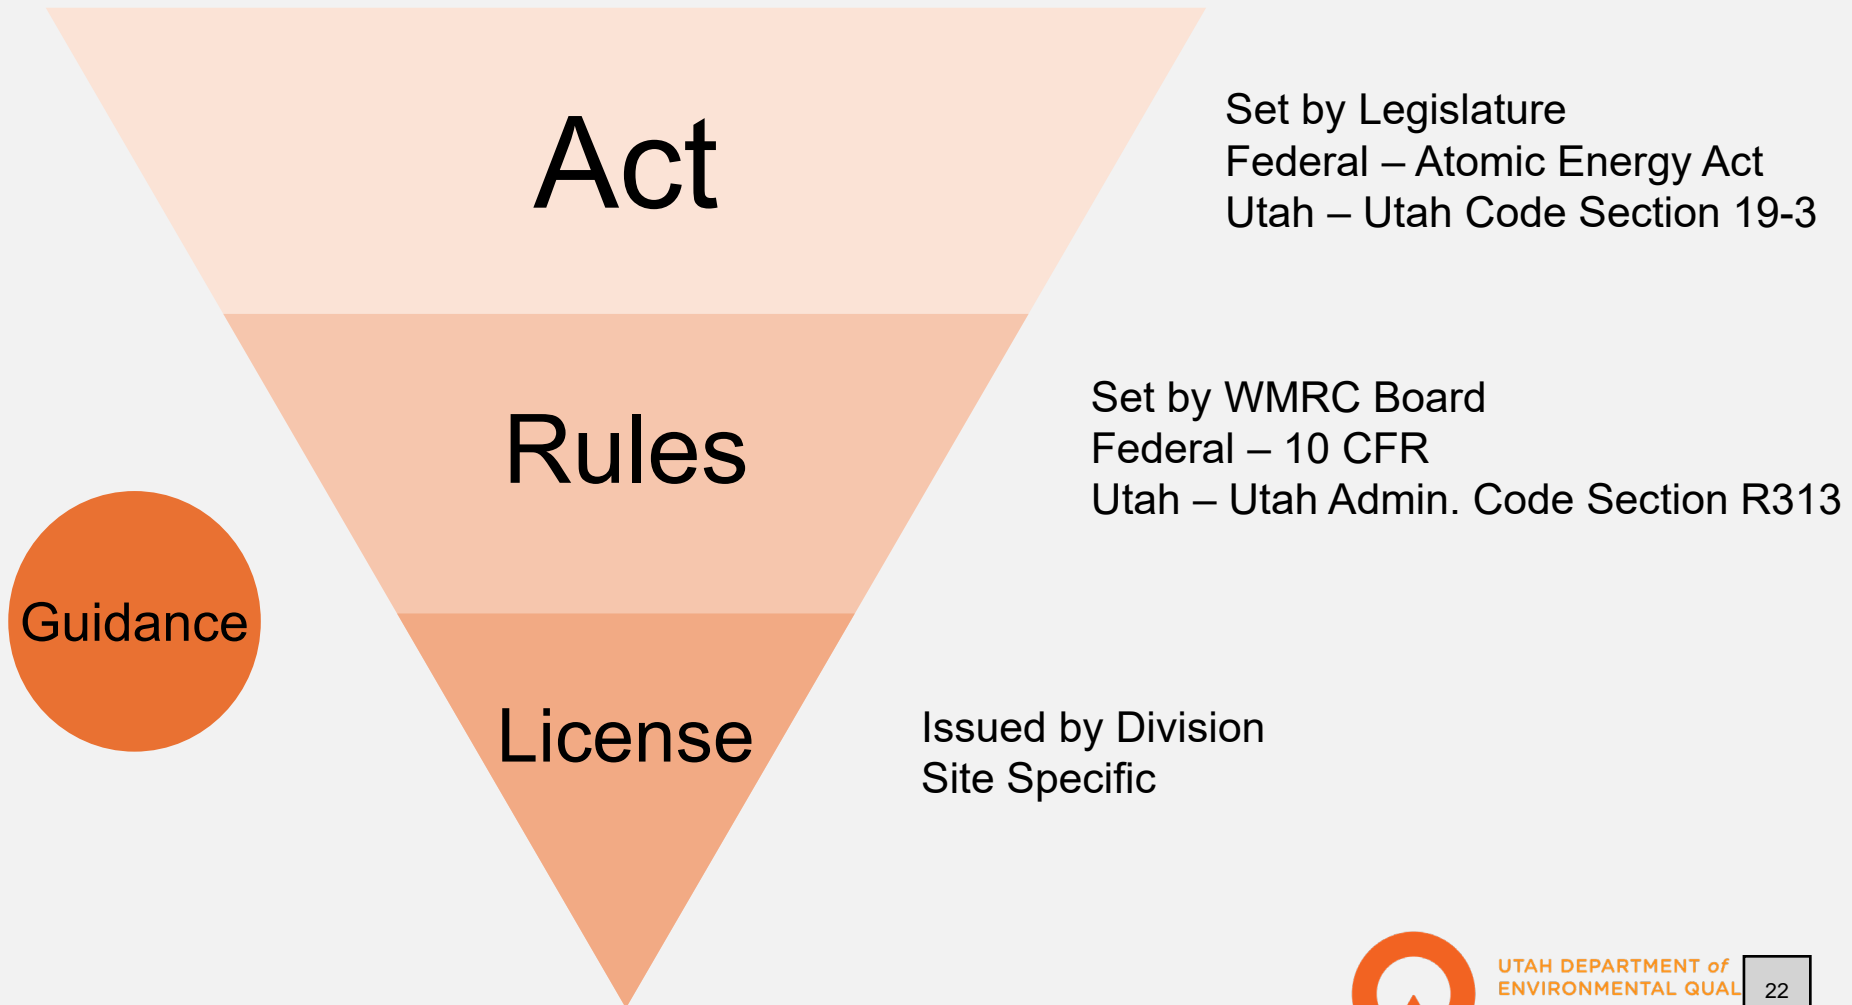 Act
Set by Legislature
Federal – Atomic Energy Act
Utah – Utah Code Section 19-3
Rules
Set by WMRC Board
Federal – 10 CFR
Utah – Utah Admin. Code Section R313
Guidance
License
Issued by Division
Site Specific
UTAH DEPARTMENT of
ENVIRONMENTAL QUAL
22